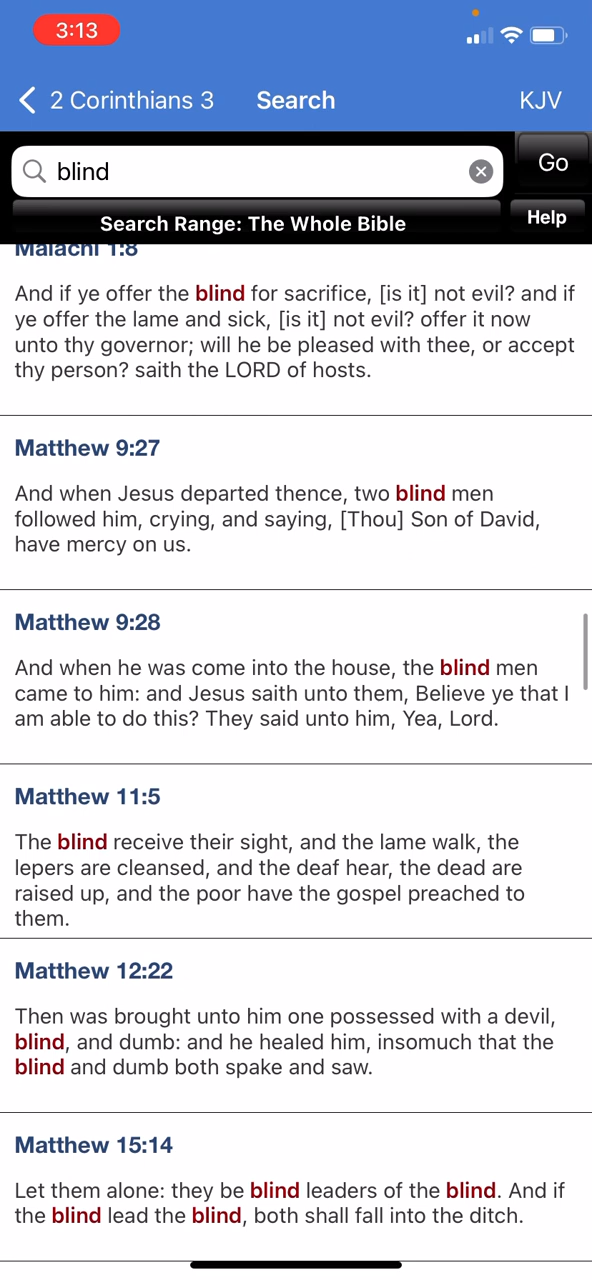 3:13
2 Corinthians 3
Search
KJV
blind
Go
Search Range: The Whole Bible
Help
Malachi 1:8
And if ye offer the blind for sacrifice, [is it] not evil? and if
ye offer the lame and sick, [is it] not evil? offer it now
unto thy governor; will he be pleased with thee, or accept
thy person? saith the LORD of hosts.
Matthew 9:27
And when Jesus departed thence, two blind men
followed him, crying, and saying, [Thou] Son of David,
have mercy on us.
Matthew 9:28
And when he was come into the house, the blind men
came to him: and Jesus saith unto them, Believe ye that I
am able to do this? They said unto him, Yea, Lord.
Matthew 11:5
The blind receive their sight, and the lame walk, the
lepers are cleansed, and the deaf hear, the dead are
raised up, and the poor have the gospel preached to
them.
Matthew 12:22
Then was brought unto him one possessed with a devil,
blind, and dumb: and he healed him, insomuch that the
blind and dumb both spake and saw.
Matthew 15:14
Let them alone: they be blind leaders of the blind. And if
the blind lead the blind, both shall fall into the ditch.